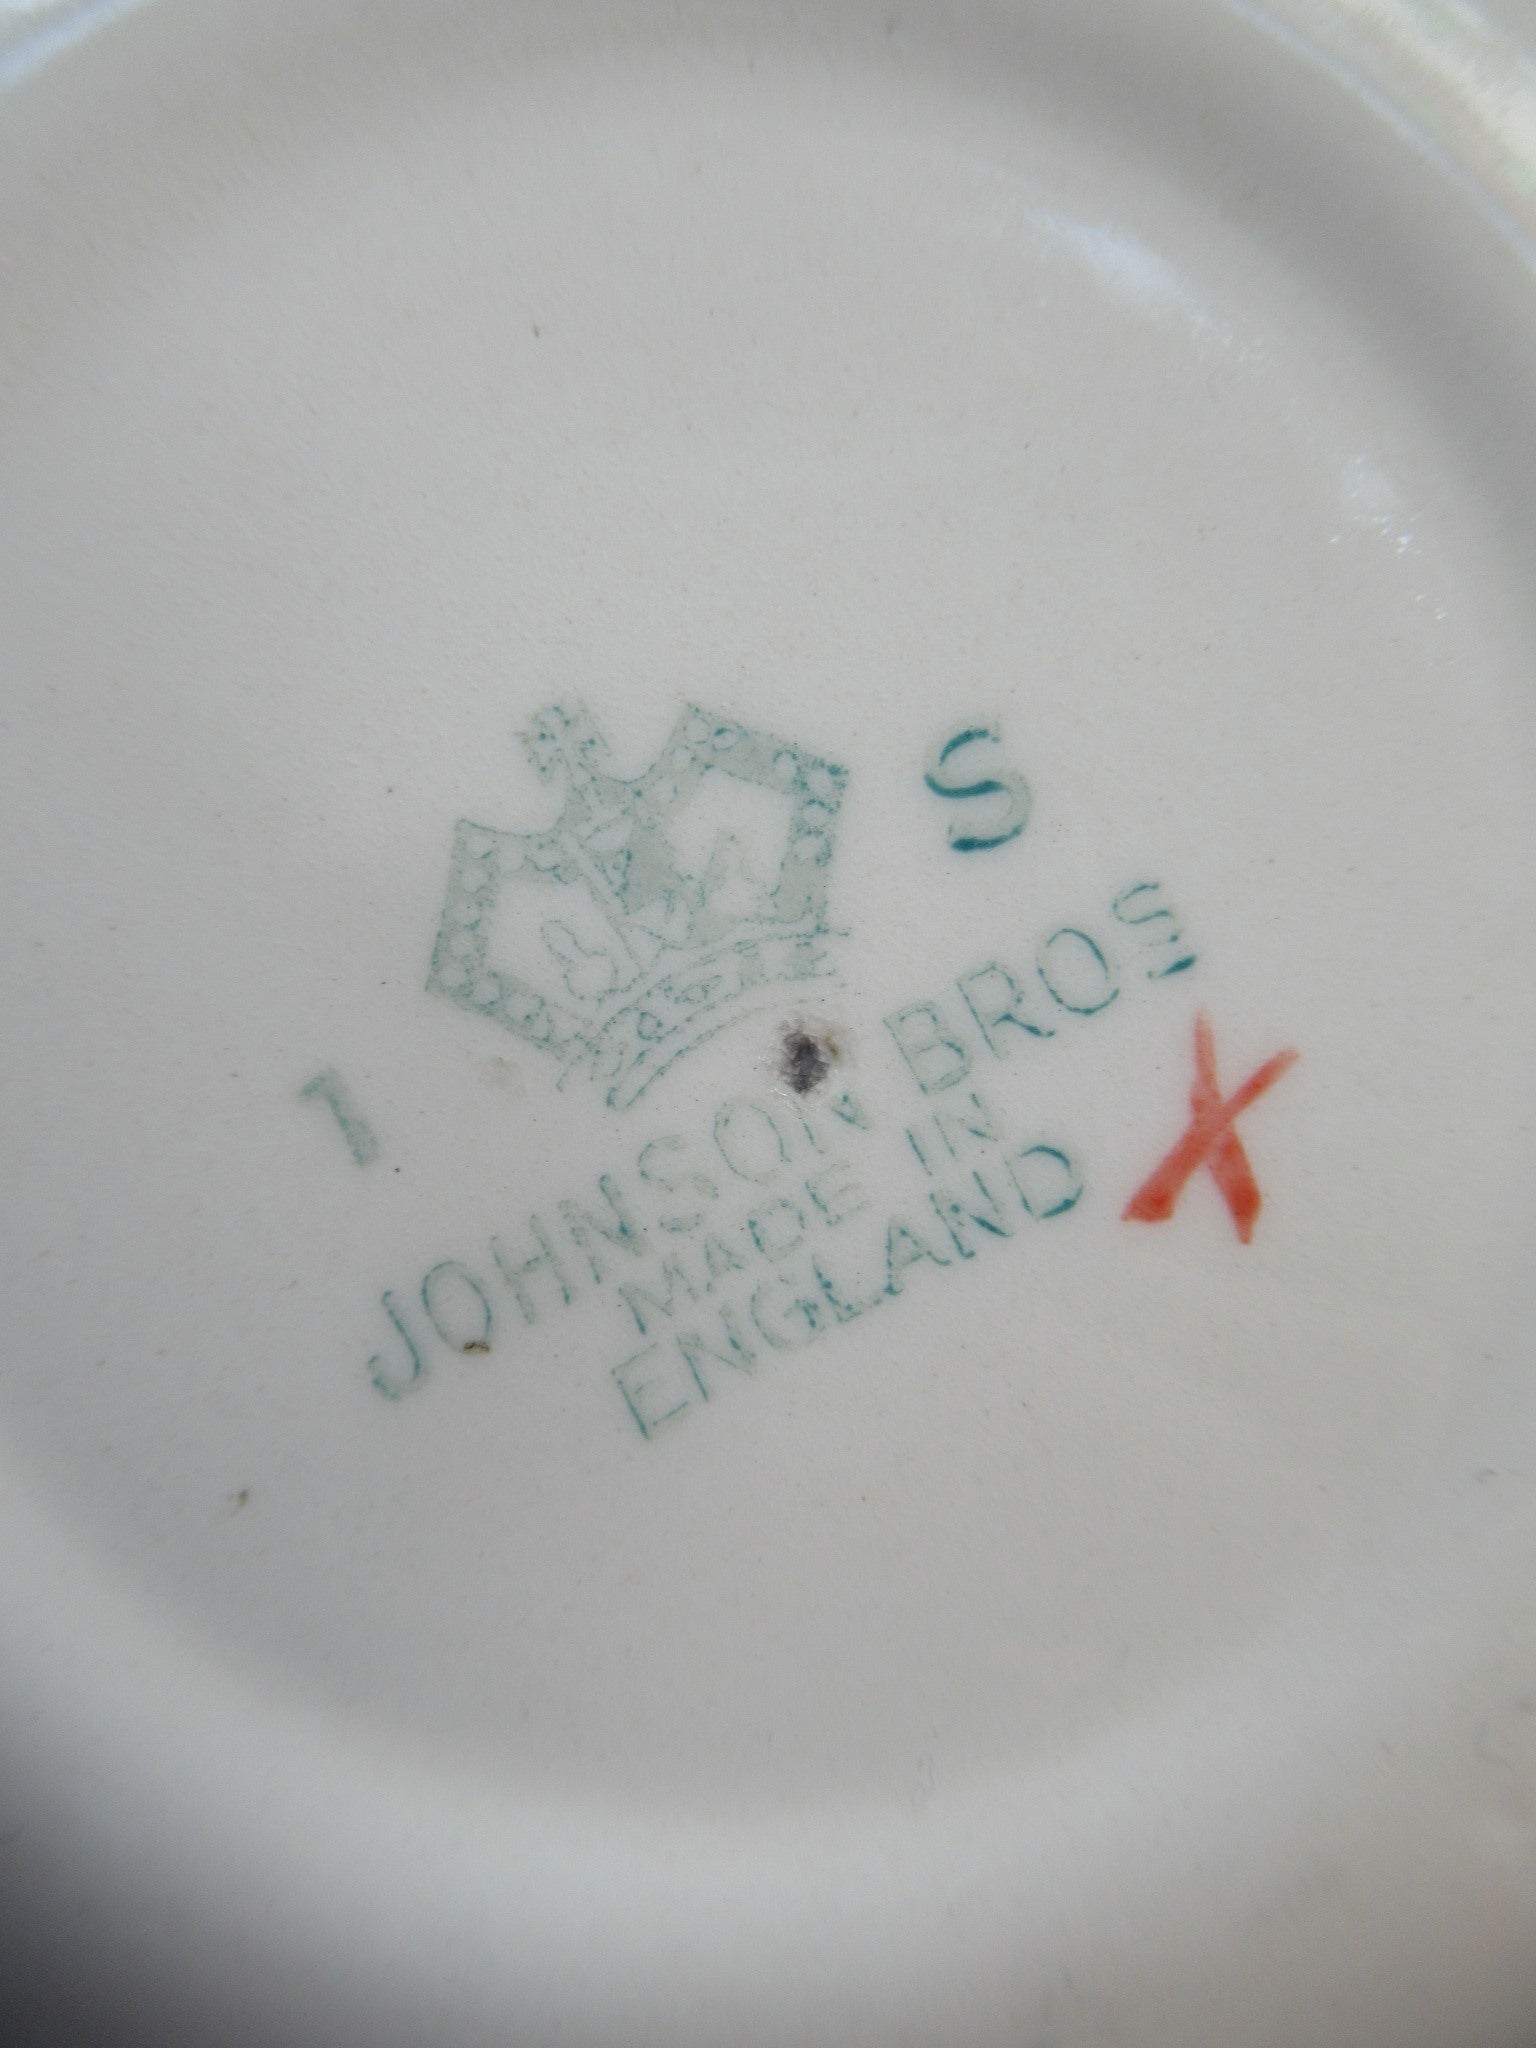 S
1
JOHNSON BROS
MADE IN
ENGLAND
X